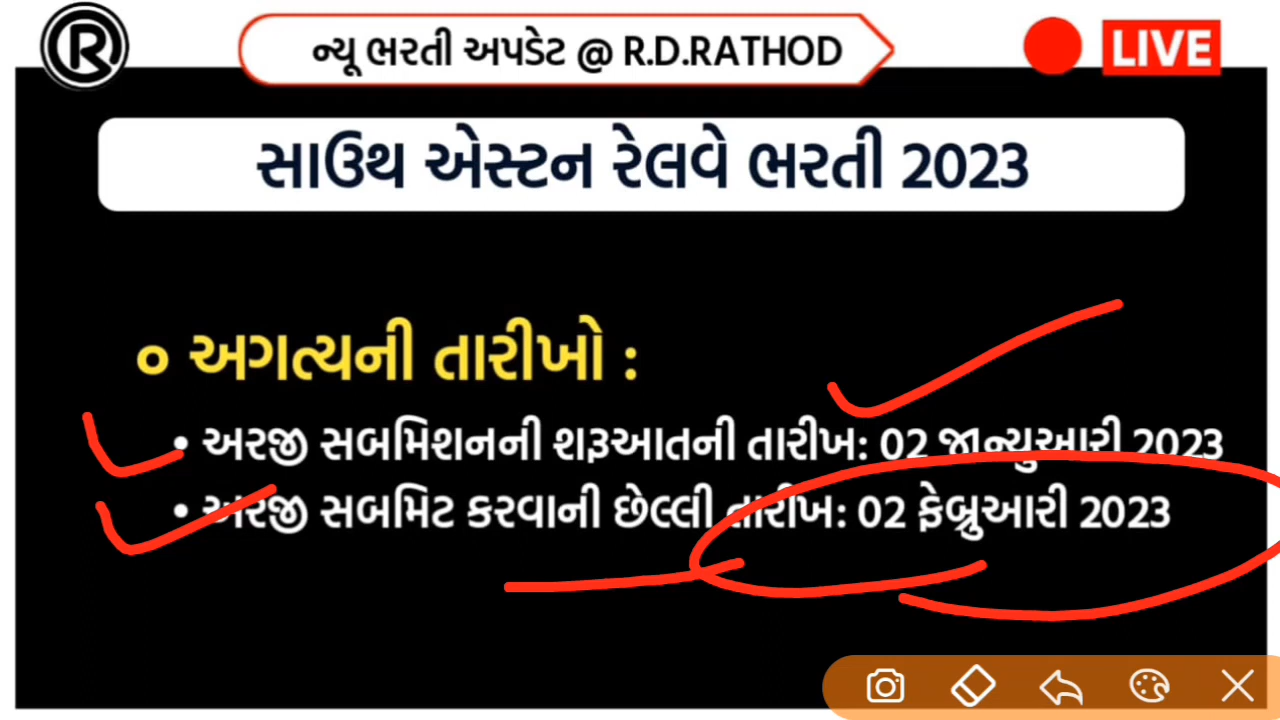 R
ન્યૂ ભરતી અપડેટ @ R.D.RATHOD
LIVE
સાઉથ એસ્ટન રેલવે ભરતી 2023
૦ અગત્યની તારીખો :
• અરજી સબમિશનની શરૂઆતની તારીખ: 02 જાન્યુઆરી 2023
• અરજી સબમિટ કરવાની છેલ્લી તારીખ: 02 ફેબ્રુઆરી 2023